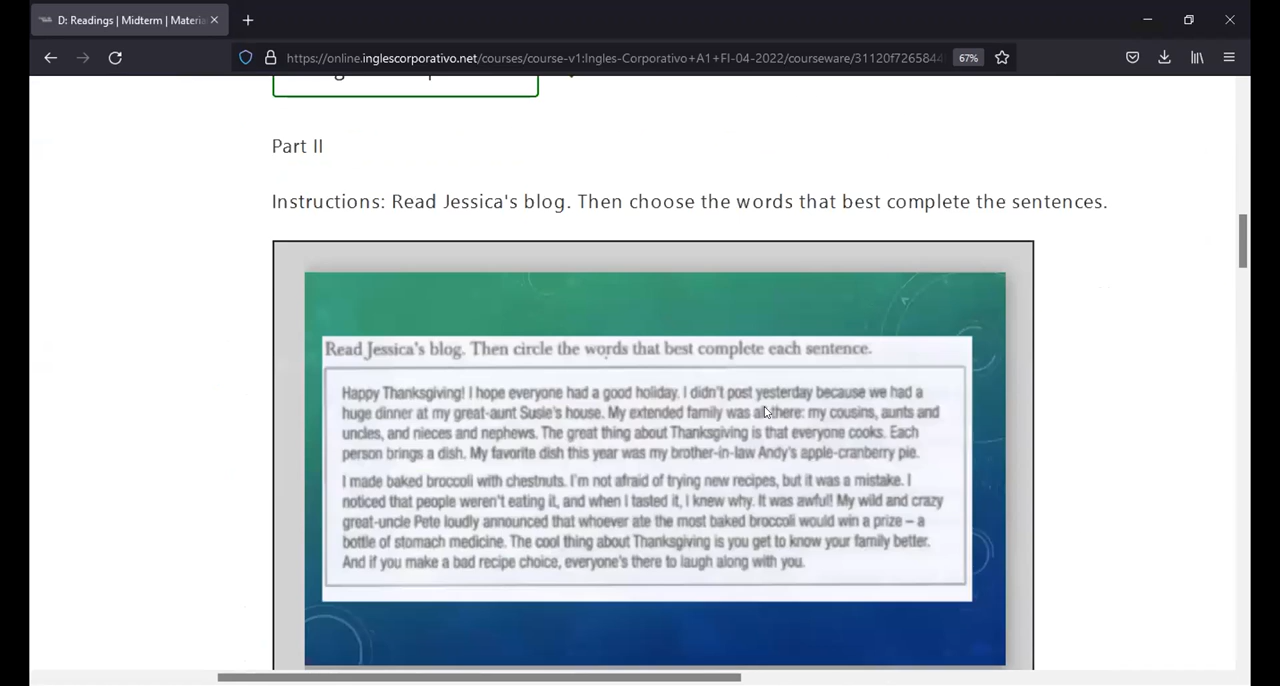 D: Readings | Midterm | Materia
https://online.inglescorporativo.net/courses/course-v1:Ingles-Corporativo+A1+FI-04-2022/courseware/31120f7265844
67%
Part II
Instructions: Read Jessica's blog. Then choose the words that best complete the sentences.
Read Jessica's blog. Then circle the words that best complete each sentence.
Happy Thanksgiving! I hope everyone had a good holiday. I didn't post yesterday because we had a
huge dinner at my great-aunt Susie's house. My extended family was all there: my cousins, aunts and
uncles, and nieces and nephews. The great thing about Thanksgiving is that everyone cooks. Each
person brings a dish. My favorite dish this year was my brother-in-law Andy's apple-cranberry pie.
I made baked broccoli with chestnuts. I'm not afraid of trying new recipes, but it was a mistake. I
noticed that people weren't eating it, and when I tasted it, I knew why. It was awful! My wild and crazy
great-uncle Pete loudly announced that whoever ate the most baked broccoli would win a prize – a
bottle of stomach medicine. The cool thing about Thanksgiving is you get to know your family better.
And if you make a bad recipe choice, everyone's there to laugh along with you.